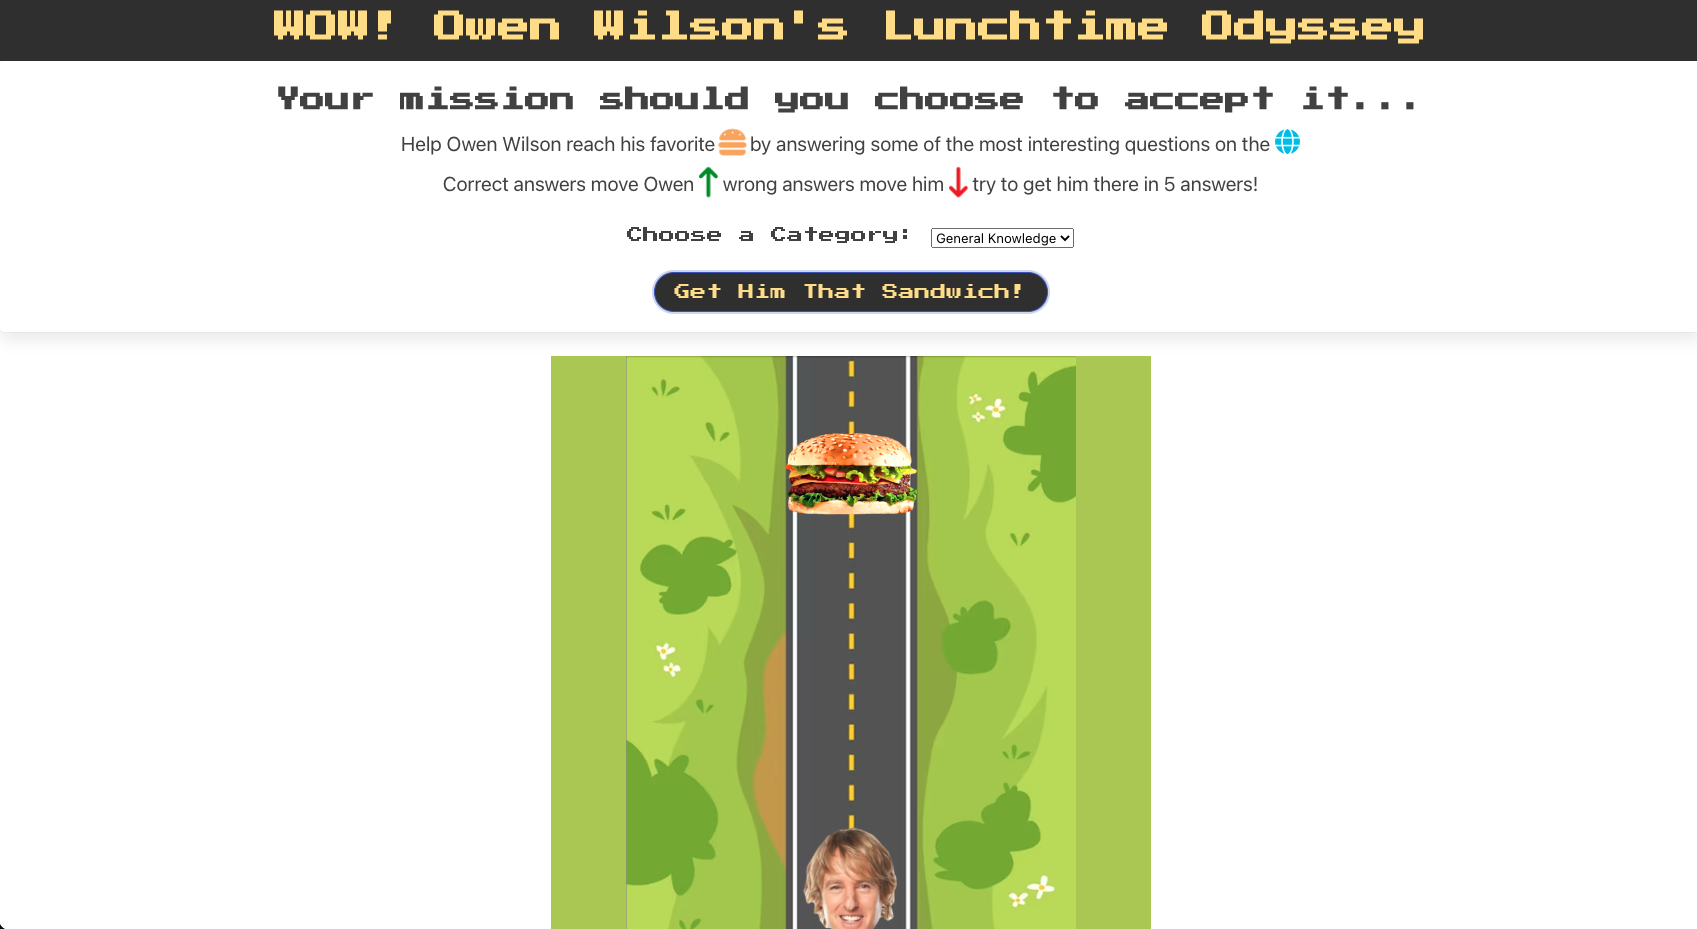 WOW! Owen Wilson's Lunchtime Odyssey
Your mission should you choose to accept it...
Help Owen Wilson reach his favorite by answering some of the most interesting questions on the
Correct answers move Owen wrong answers move him try to get him there in 5 answers!
Choose a Category: General Knowledge
Get Him That Sandwich!